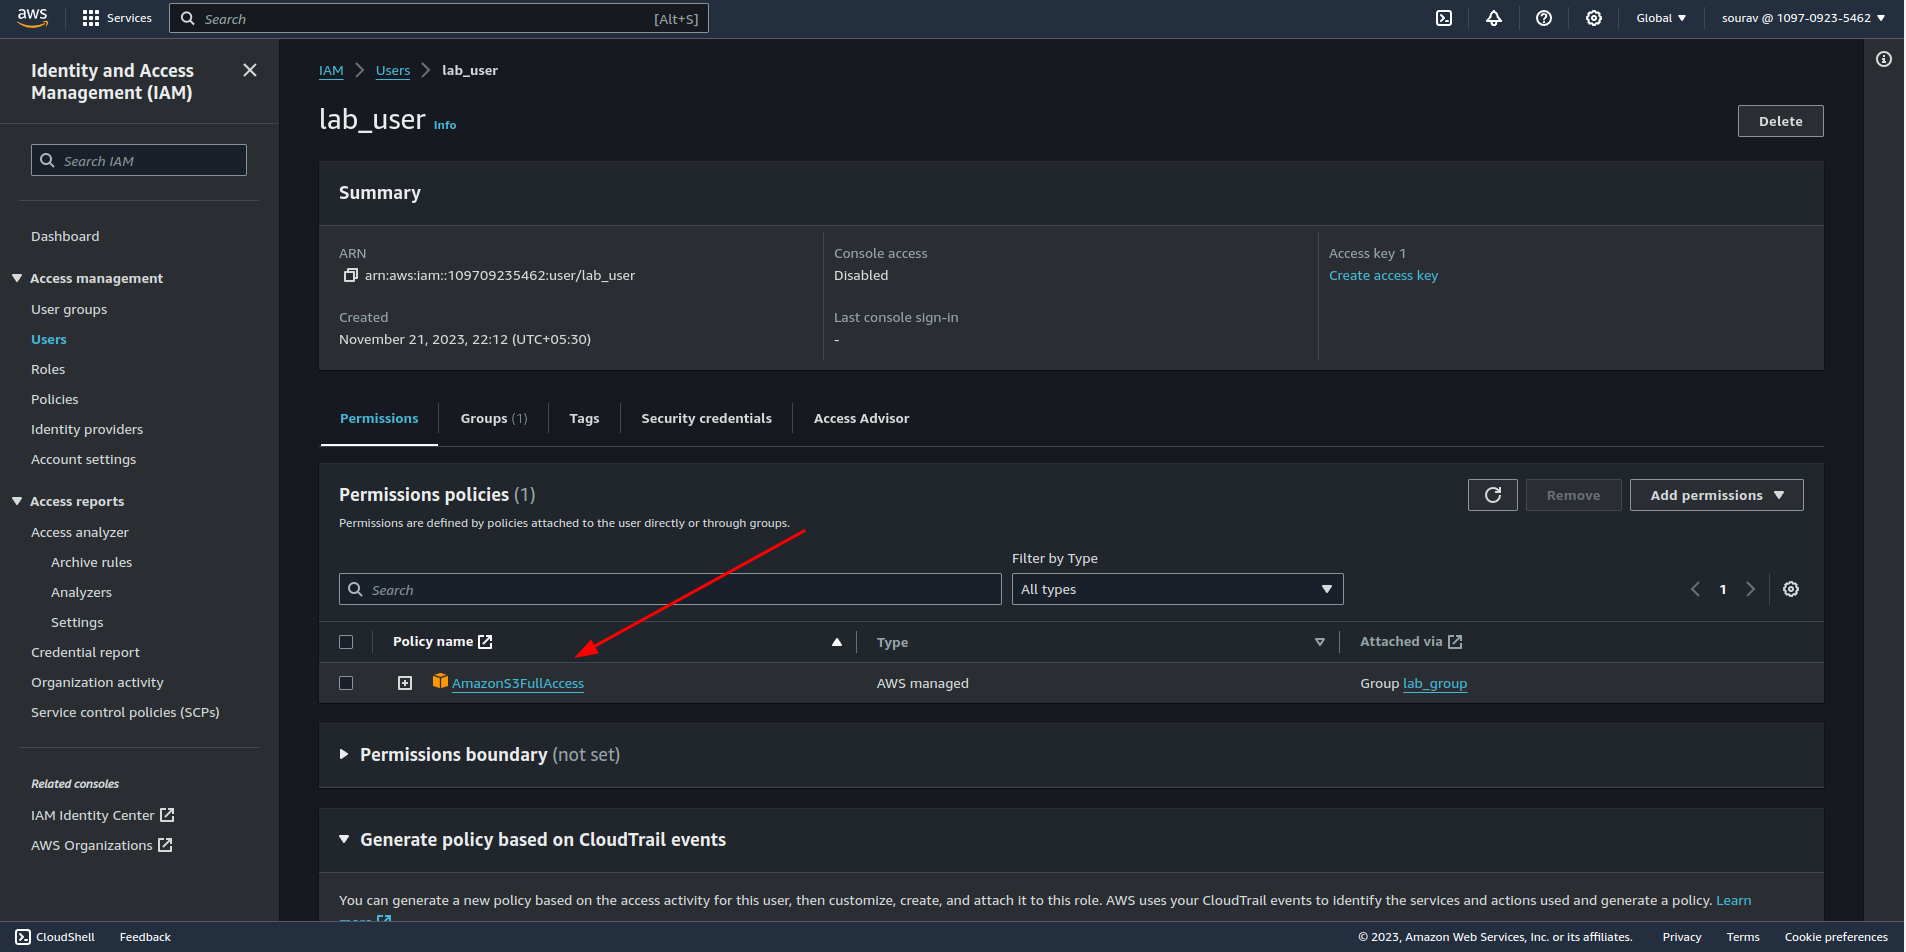 aws
Services
Search
[Alt+S]
Global
sourav @ 1097-0923-5462
Identity and Access
Management (IAM)
Search IAM
Dashboard
Access management
User groups
Users
Roles
Policies
Identity providers
Account settings
Access reports
Access analyzer
Archive rules
Analyzers
Settings
Credential report
Organization activity
Service control policies (SCPs)
Related consoles
IAM Identity Center
AWS Organizations
IAM
Users
lab_user
lab_user Info
Delete
Summary
ARN
arn:aws:iam::109709235462:user/lab_user
Created
November 21, 2023, 22:12 (UTC+05:30)
Console access
Disabled
Last console sign-in
-
Access key 1
Create access key
Permissions
Groups (1)
Tags
Security credentials
Access Advisor
Permissions policies (1)
Permissions are defined by policies attached to the user directly or through groups.
Remove
Add permissions
Filter by Type
Search
All types
1
Policy name
Type
Attached via
AmazonS3FullAccess
AWS managed
Group lab_group
Permissions boundary (not set)
Generate policy based on CloudTrail events
You can generate a new policy based on the access activity for this user, then customize, create, and attach it to this role. AWS uses your CloudTrail events to identify the services and actions used and generate a policy. Learn
more
CloudShell
Feedback
© 2023, Amazon Web Services, Inc. or its affiliates.
Privacy
Terms
Cookie preferences